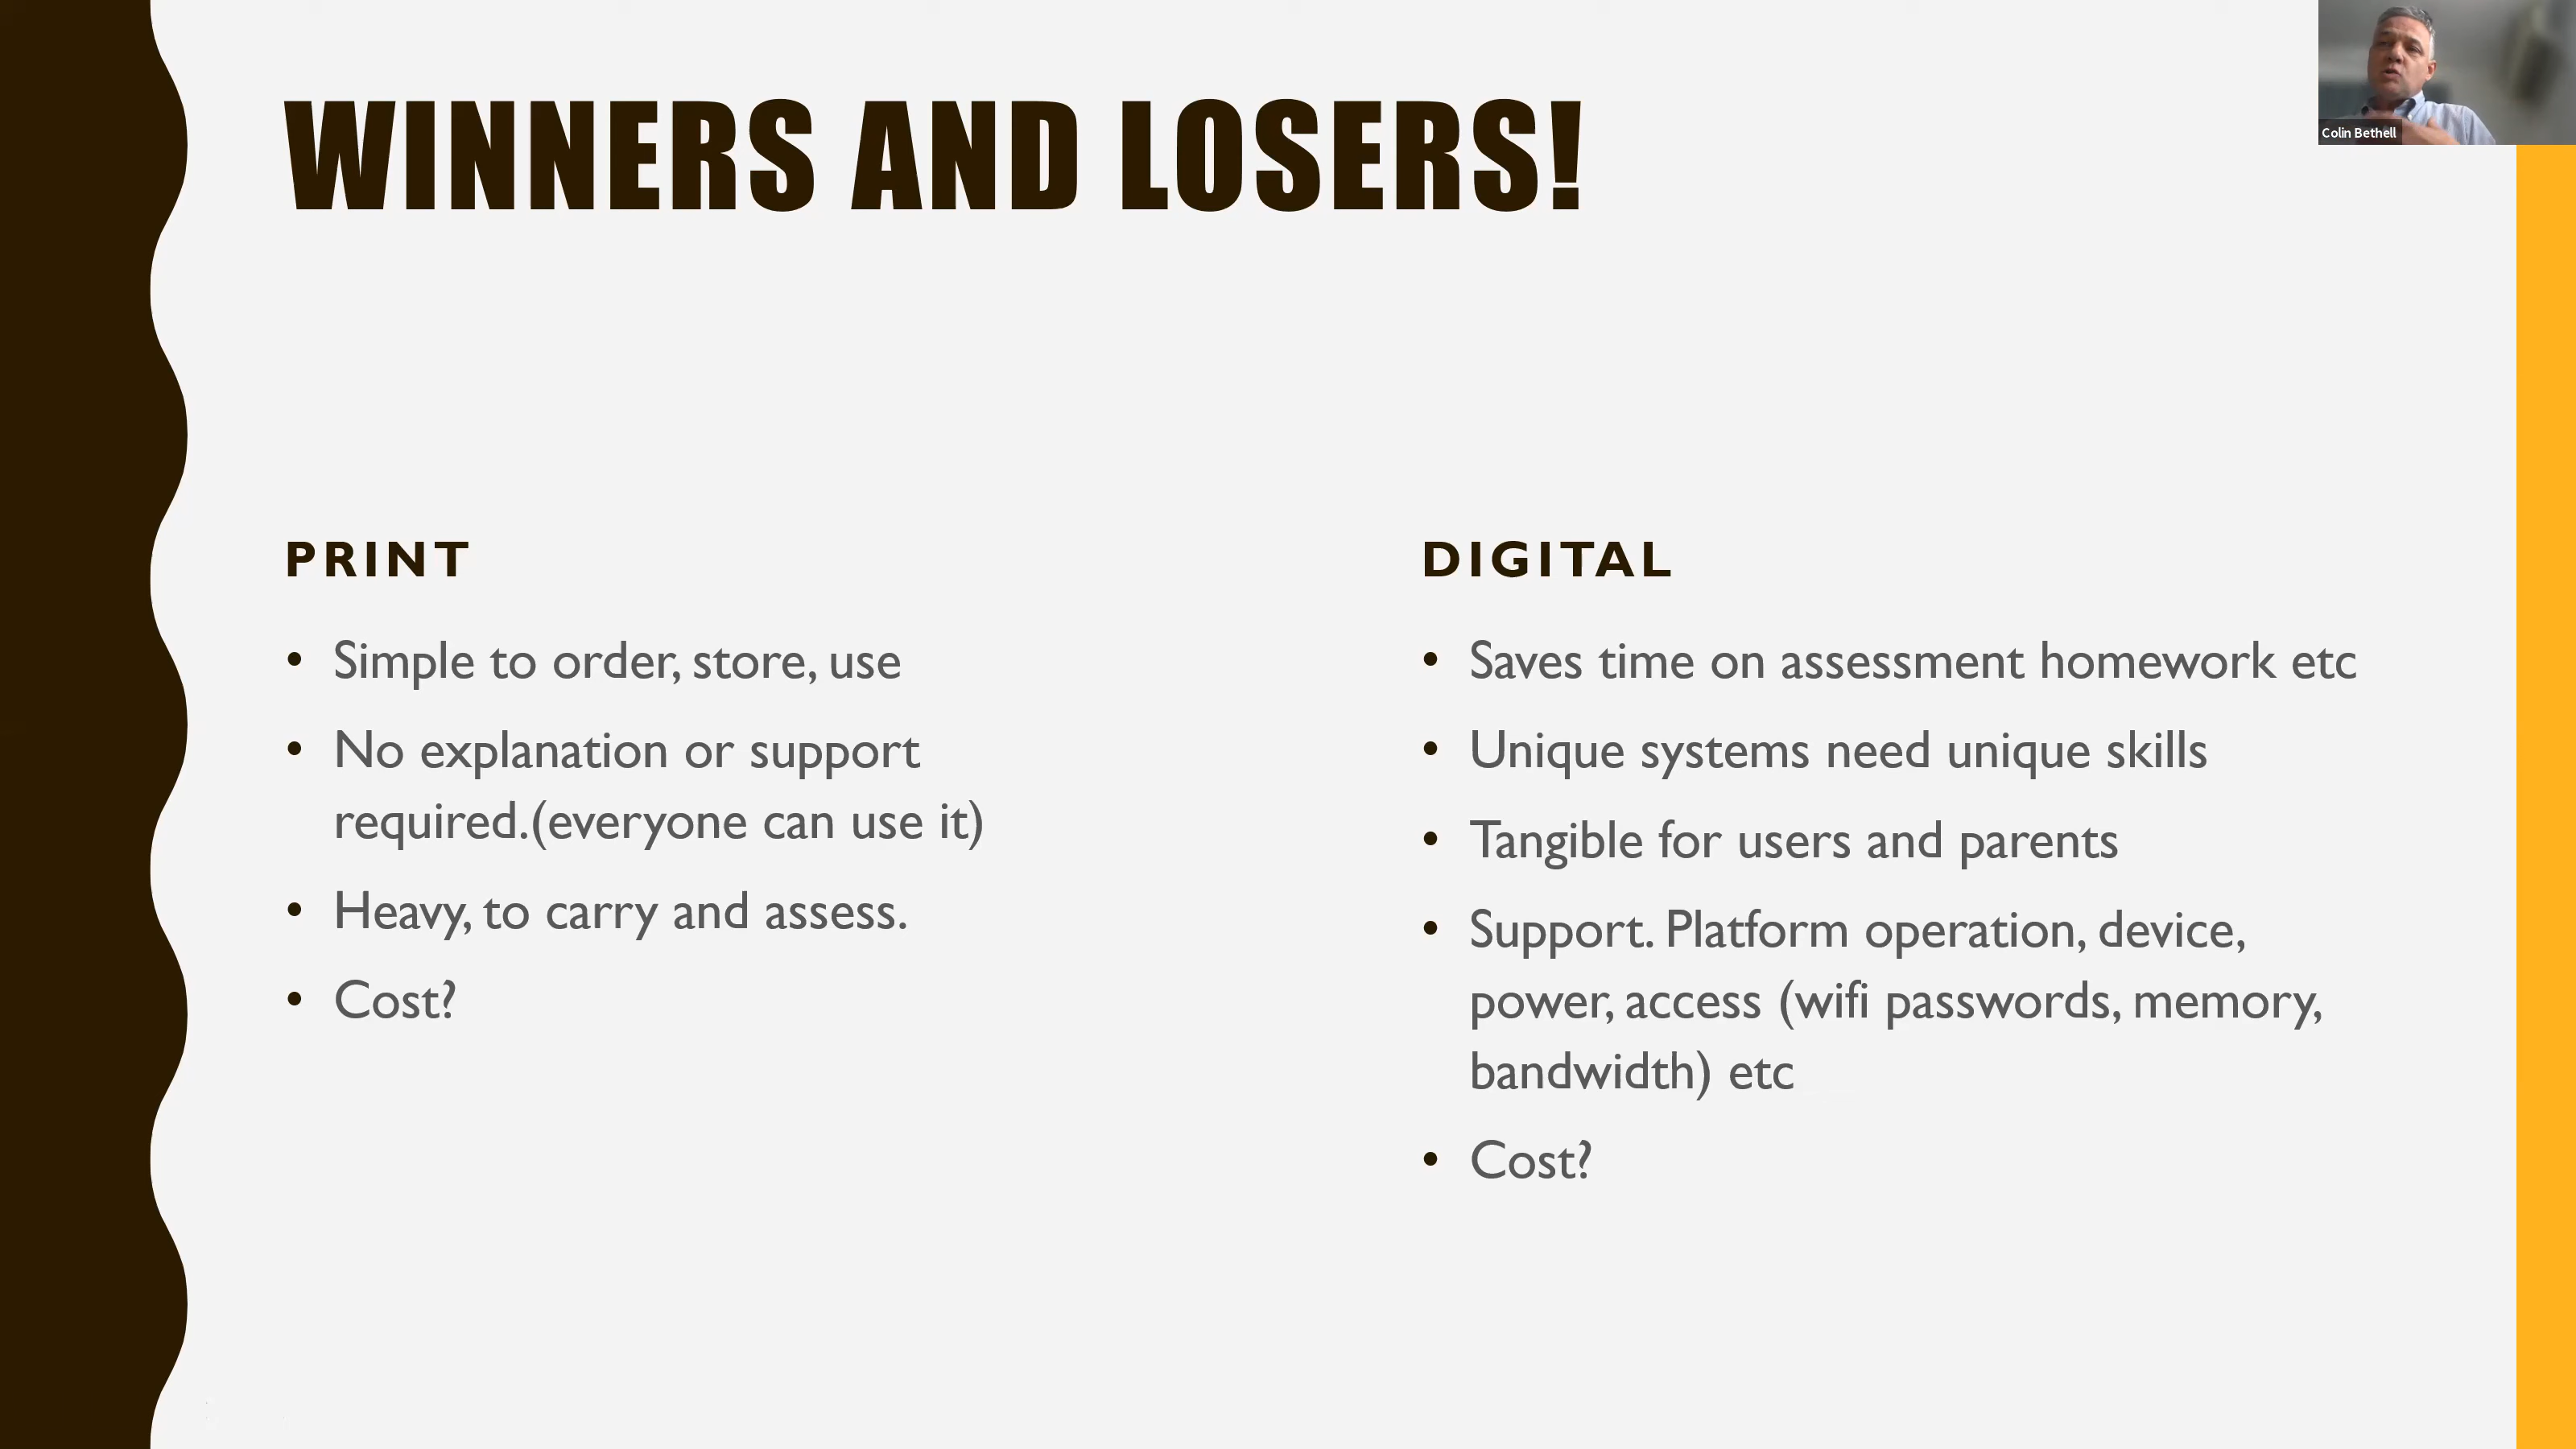 WINNERS AND LOSERS!
Colin Bethell
PRINT
• Simple to order, store, use
• No explanation or support
required.(everyone can use it)
• Heavy, to carry and assess.
• Cost?
DIGITAL
• Saves time on assessment homework etc
• Unique systems need unique skills
• Tangible for users and parents
• Support. Platform operation, device,
power, access (wifi passwords, memory,
bandwidth) etc
• Cost?